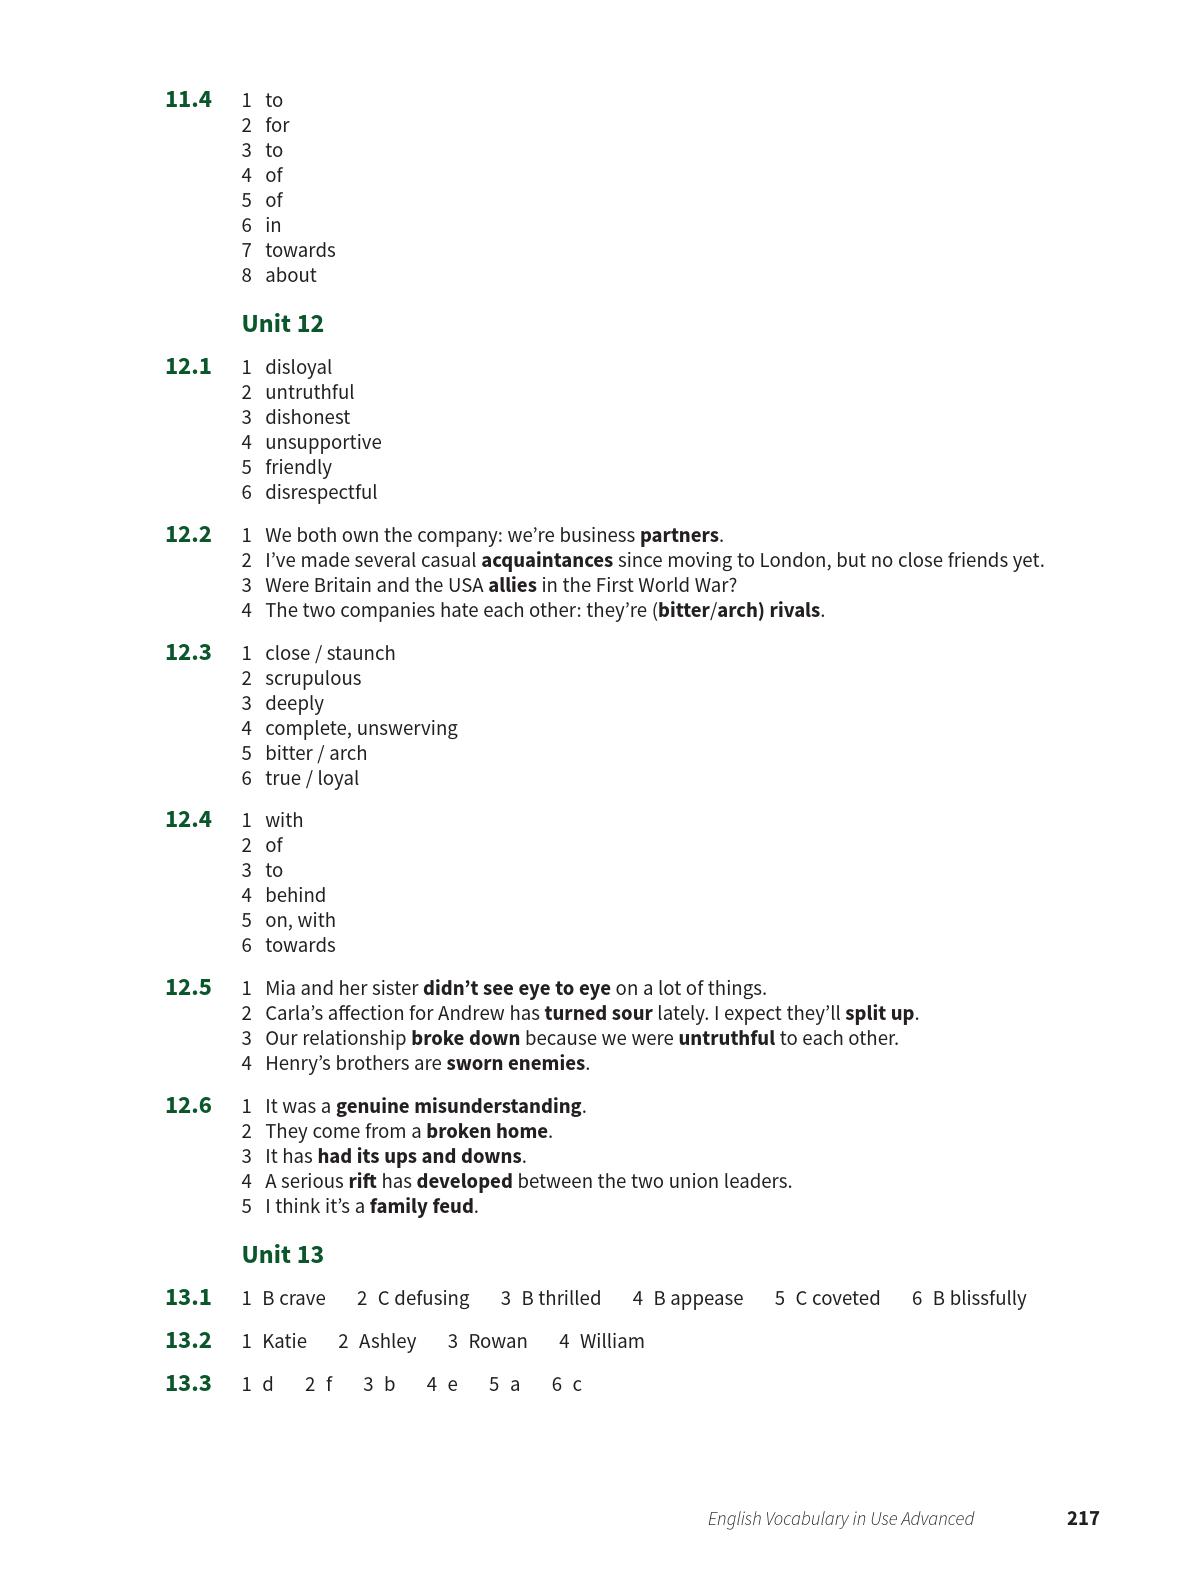 11.4 1 to
2 for
3 to
4 of
5 of
6 in
7 towards
8 about
Unit 12
12.1 1 disloyal
2 untruthful
3 dishonest
4 unsupportive
5 friendly
6 disrespectful
12.2 1 We both own the company: we’re business partners.
2 I’ve made several casual acquaintances since moving to London, but no close friends yet.
3 Were Britain and the USA allies in the First World War?
4 The two companies hate each other: they’re (bitter/arch) rivals.
12.3 1 close / staunch
2 scrupulous
3 deeply
4 complete, unswerving
5 bitter / arch
6 true / loyal
12.4 1 with
2 of
3 to
4 behind
5 on, with
6 towards
12.5 1 Mia and her sister didn’t see eye to eye on a lot of things.
2 Carla’s affection for Andrew has turned sour lately. I expect they’ll split up.
3 Our relationship broke down because we were untruthful to each other.
4 Henry’s brothers are sworn enemies.
12.6 1 It was a genuine misunderstanding.
2 They come from a broken home.
3 It has had its ups and downs.
4 A serious rift has developed between the two union leaders.
5 I think it’s a family feud.
Unit 13
13.1 1 B crave 2 C defusing 3 B thrilled 4 B appease 5 C coveted 6 B blissfully
13.2 1 Katie 2 Ashley 3 Rowan 4 William
13.3 1 d 2 f 3 b 4 e 5 a 6 c
English Vocabulary in Use Advanced 217